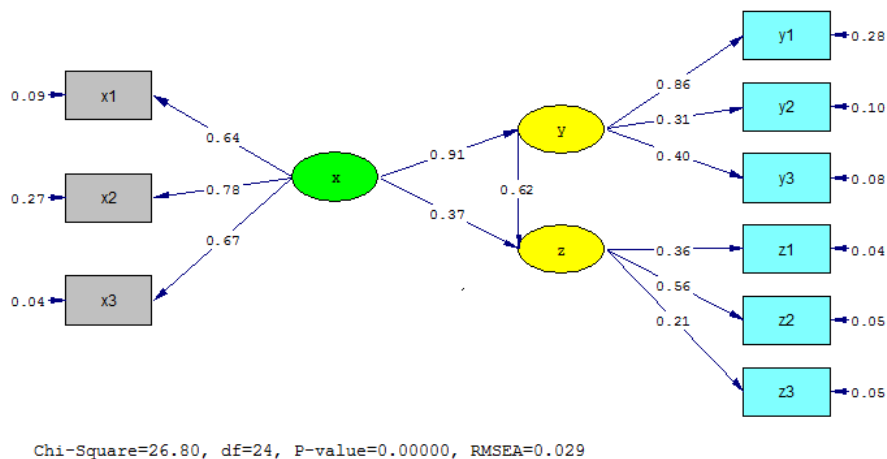 y1
0.28
0.09
x1
0.86
0.64
y
y2
0.10
0.31
0.91
0.40
x
y3
0.08
0.27
x2
0.78
0.62
0.37
0.67
z
0.36
z1
0.04
0.04
x3
0.56
z2
0.05
0.21
z3
0.05
Chi-Square=26.80, df=24, P-value=0.00000, RMSEA=0.029